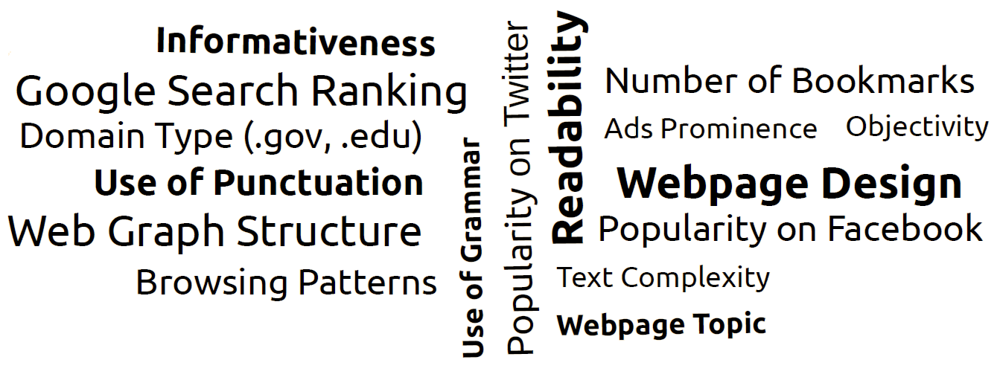 Informativeness
Google Search Ranking
Domain Type (.gov, .edu)
Use of Punctuation
Web Graph Structure
Browsing Patterns
Use of Grammar
Popularity on Twitter
Readability
Number of Bookmarks
Ads Prominence
Objectivity
Webpage Design
Popularity on Facebook
Text Complexity
Webpage Topic